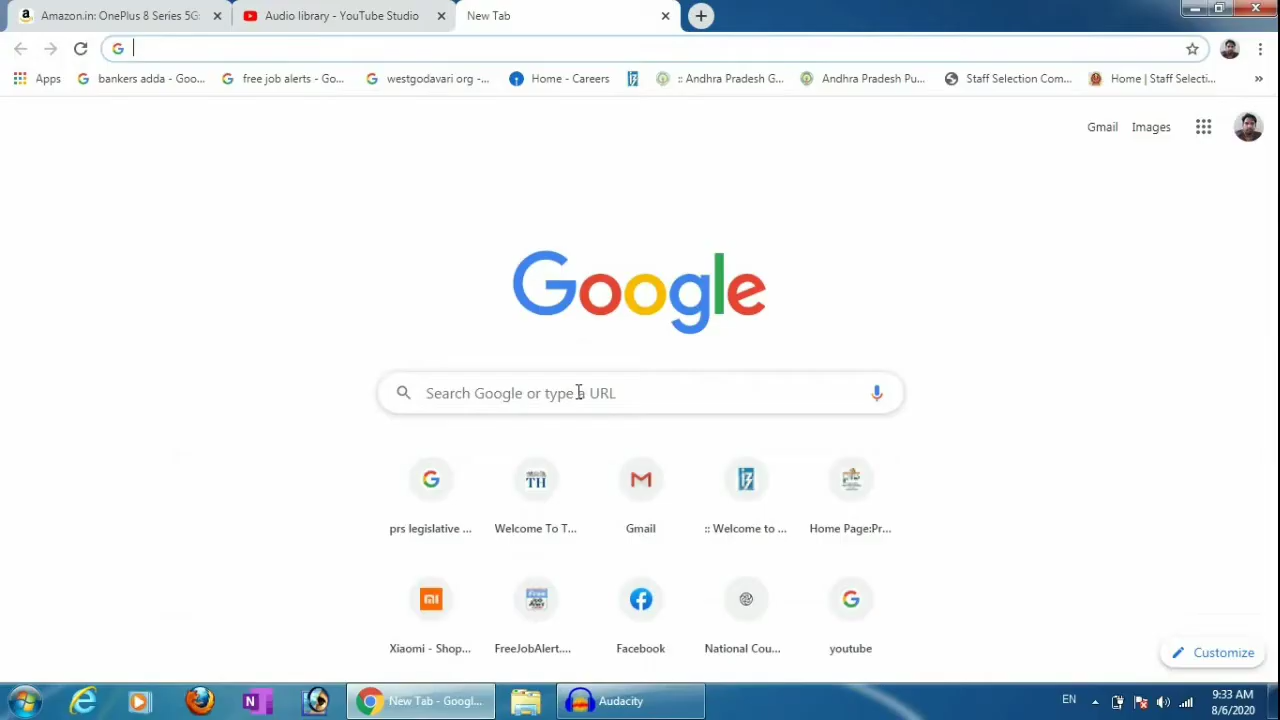 Amazon.in: OnePlus 8 Series 5G:
Audio library - YouTube Studio
New Tab
Apps
bankers adda - Goo...
free job alerts - Go...
westgodavari org -...
Home - Careers
:: Andhra Pradesh G...
Andhra Pradesh Pu...
Staff Selection Com...
Home | Staff Selecti...
»
Gmail
Images
Google
Search Google or type a URL
TH
prs legislative ...
Welcome To T...
Gmail
:: Welcome to ...
Home Page:Pr...
Xiaomi - Shop...
FreeJobAlert....
Facebook
National Cou...
youtube
Customize
New Tab - Googl...
Audacity
EN
9:33 AM
8/6/2020